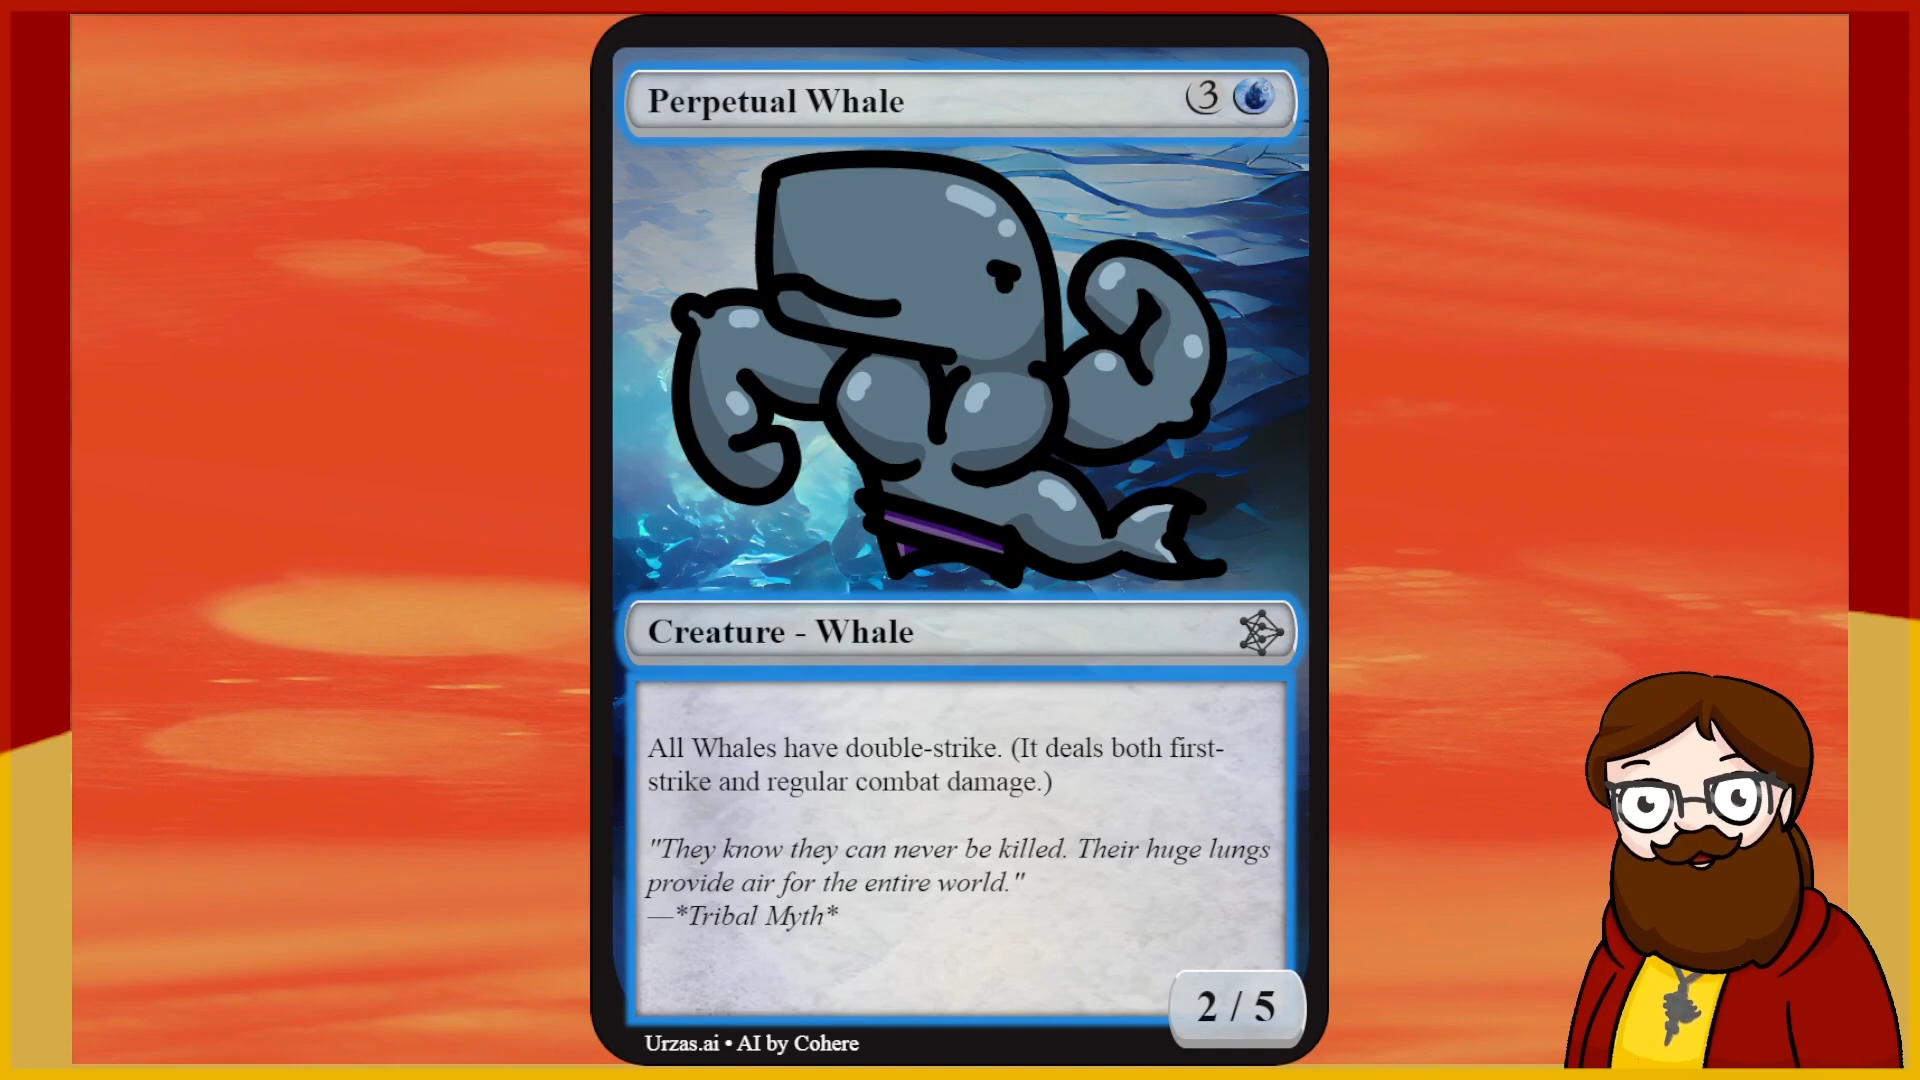 Perpetual Whale 3
Creature - Whale
All Whales have double-strike. (It deals both first-
strike and regular combat damage.)
"They know they can never be killed. Their huge lungs
provide air for the entire world."
—*Tribal Myth*
2 / 5
Urzas.ai • AI by Cohere